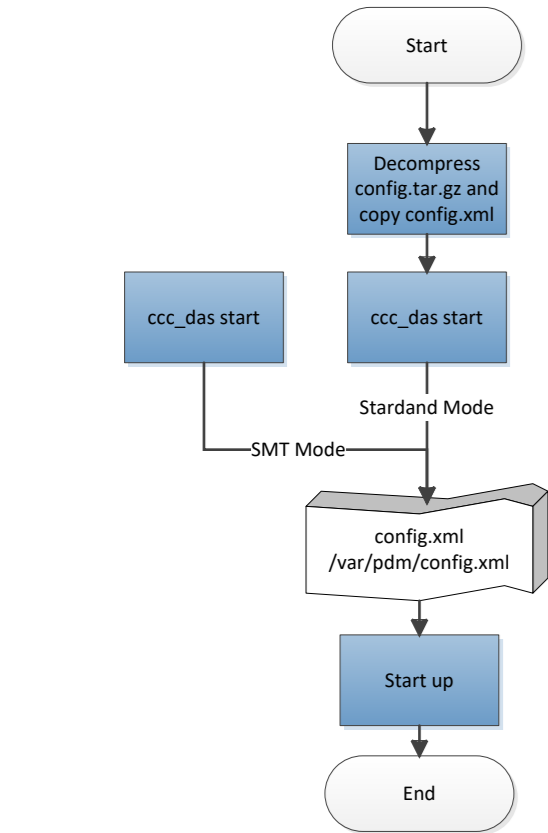 Start
Decompress
config.tar.gz and
copy config.xml
ccc_das start
ccc_das start
Stardand Mode
SMT Mode
config.xml
/var/pdm/config.xml
Start up
End